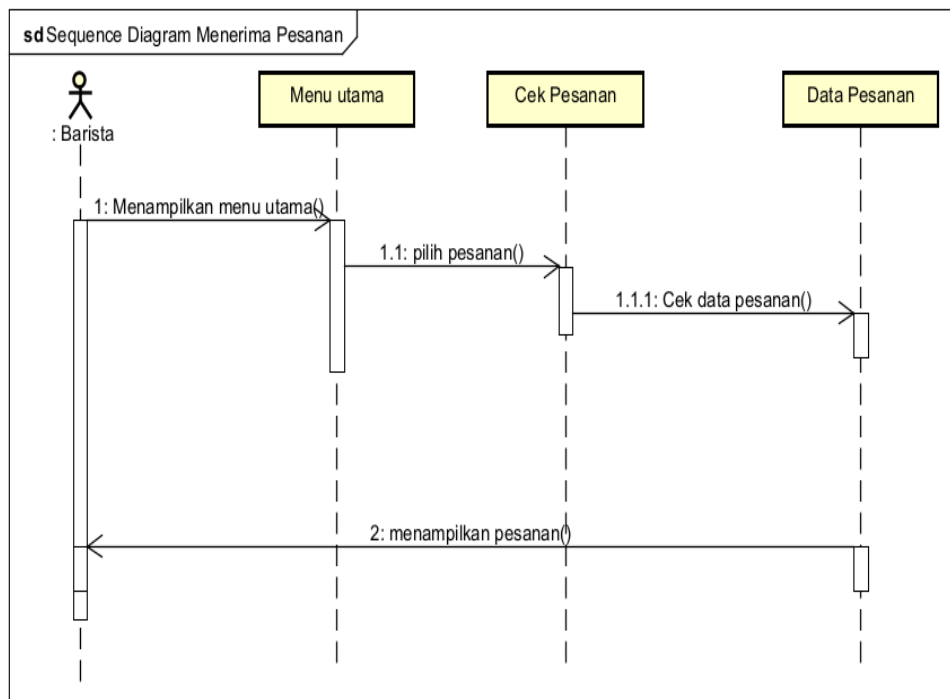 sd Sequence Diagram Menerima Pesanan
: Barista
Menu utama
Cek Pesanan
Data Pesanan
1: Menampilkan menu utama()
1.1: pilih pesanan()
1.1.1: Cek data pesanan()
2: menampilkan pesanan()